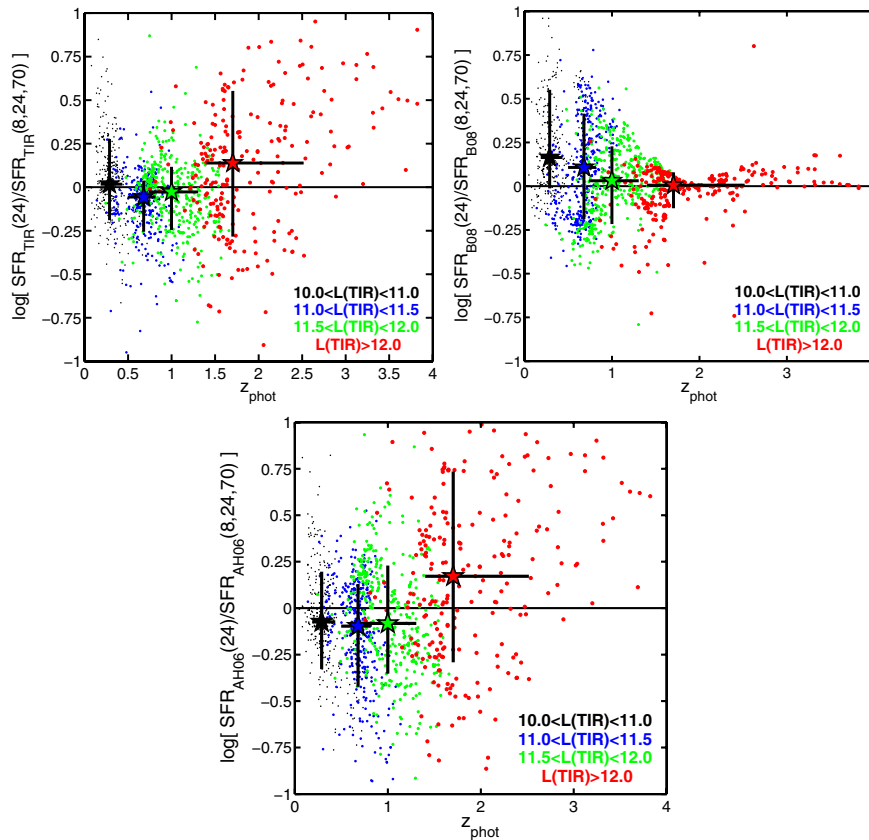 log[ SFR_TIR(24)/SFR_TIR(8,24,70) ]
1
0.75
0.5
0.25
0
-0.25
-0.5
-0.75
-1
10.0<L(TIR)<11.0
11.0<L(TIR)<11.5
11.5<L(TIR)<12.0
L(TIR)>12.0
0 0.5 1 1.5 2 2.5 3 3.5 4
z_phot
log[ SFR_B08(24)/SFR_B08(8,24,70) ]
1
0.75
0.5
0.25
0
-0.25
-0.5
-0.75
-1
10.0<L(TIR)<11.0
11.0<L(TIR)<11.5
11.5<L(TIR)<12.0
L(TIR)>12.0
0 1 2 3
z_phot
log[ SFR_AH06(24)/SFR_AH06(8,24,70) ]
1
0.75
0.5
0.25
0
-0.25
-0.5
-0.75
-1
10.0<L(TIR)<11.0
11.0<L(TIR)<11.5
11.5<L(TIR)<12.0
L(TIR)>12.0
0 1 2 3 4
z_phot